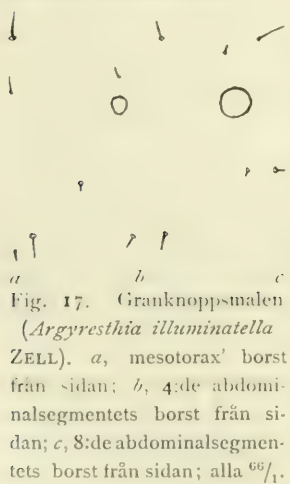 a b c
Fig. 17. Granknoppsmalen
(Argyresthia illuminatella
ZELL). a, mesotorax' borst
från sidan; b, 4:de abdomi-
nalsegmentets borst från si-
dan; c, 8:de abdominalsegmen-
tets borst från sidan; alla ⁶⁶/₁.